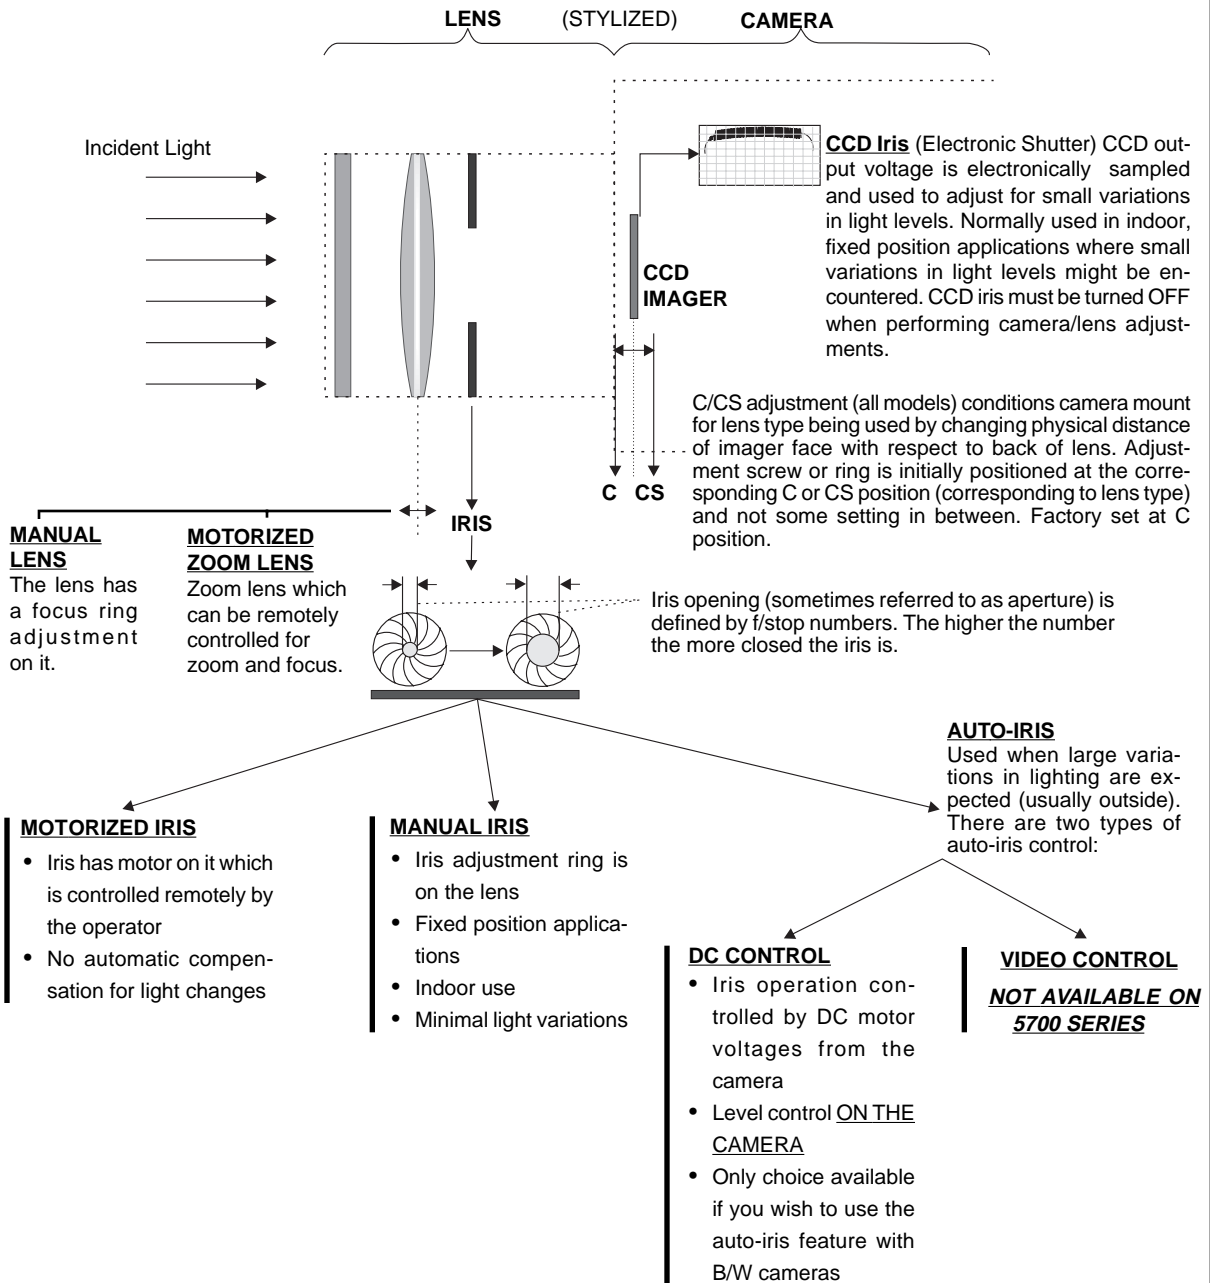 LENS (STYLIZED) CAMERA
Incident Light
CCD Iris (Electronic Shutter) CCD out-
put voltage is electronically sampled
and used to adjust for small variations
in light levels. Normally used in indoor,
fixed position applications where small
variations in light levels might be en-
countered. CCD iris must be turned OFF
when performing camera/lens adjust-
ments.
CCD
IMAGER
C/CS adjustment (all models) conditions camera mount
for lens type being used by changing physical distance
of imager face with respect to back of lens. Adjust-
ment screw or ring is initially positioned at the corre-
sponding C or CS position (corresponding to lens type)
and not some setting in between. Factory set at C
position.
C CS
IRIS
MANUAL
LENS
The lens has
a focus ring
adjustment
on it.
MOTORIZED
ZOOM LENS
Zoom lens which
can be remotely
controlled for
zoom and focus.
Iris opening (sometimes referred to as aperture) is
defined by f/stop numbers. The higher the number
the more closed the iris is.
AUTO-IRIS
Used when large varia-
tions in lighting are ex-
pected (usually outside).
There are two types of
auto-iris control:
MOTORIZED IRIS
• Iris has motor on it which
is controlled remotely by
the operator
• No automatic compen-
sation for light changes
MANUAL IRIS
• Iris adjustment ring is
on the lens
• Fixed position applica-
tions
• Indoor use
• Minimal light variations
DC CONTROL
• Iris operation con-
trolled by DC motor
voltages from the
camera
• Level control ON THE
CAMERA
• Only choice available
if you wish to use the
auto-iris feature with
B/W cameras
VIDEO CONTROL
NOT AVAILABLE ON
5700 SERIES